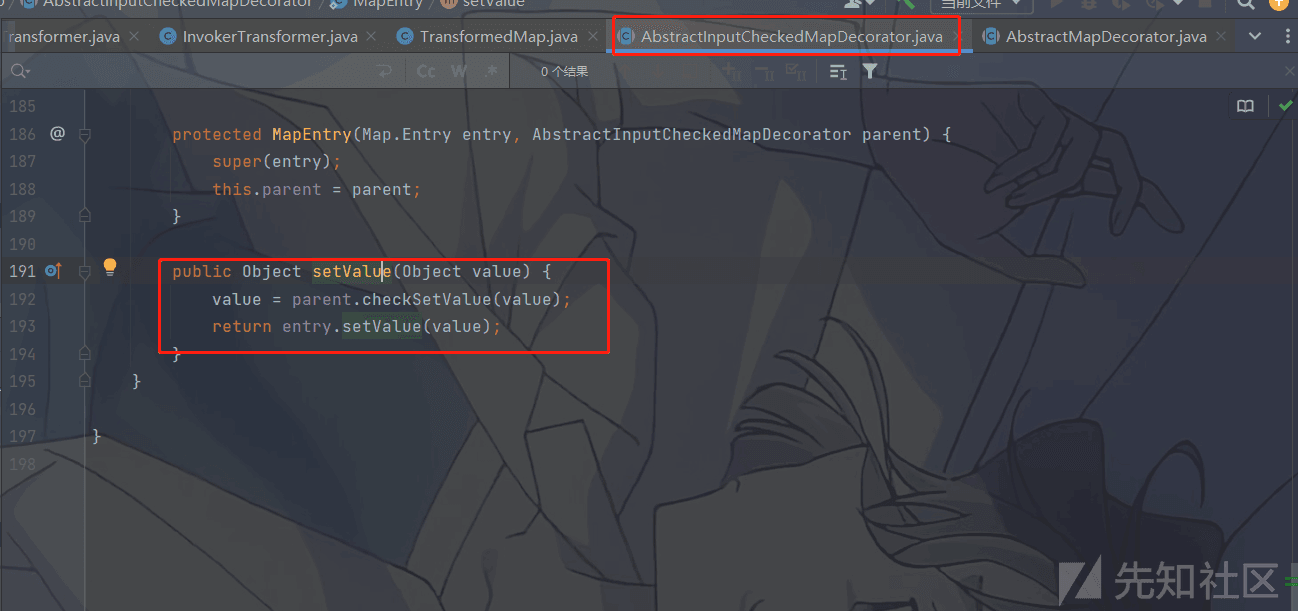 AbstractInputCheckedMapDecorator / MapEntry / setValue 当前文件
ransformer.java InvokerTransformer.java TransformedMap.java AbstractInputCheckedMapDecorator.java AbstractMapDecorator.java
Cc W .* 0 个结果
185
186 @ protected MapEntry(Map.Entry entry, AbstractInputCheckedMapDecorator parent) {
187 super(entry);
188 this.parent = parent;
189 }
190
191 public Object setValue(Object value) {
192 value = parent.checkSetValue(value);
193 return entry.setValue(value);
194 }
195 }
196
197 }
198
先知社区